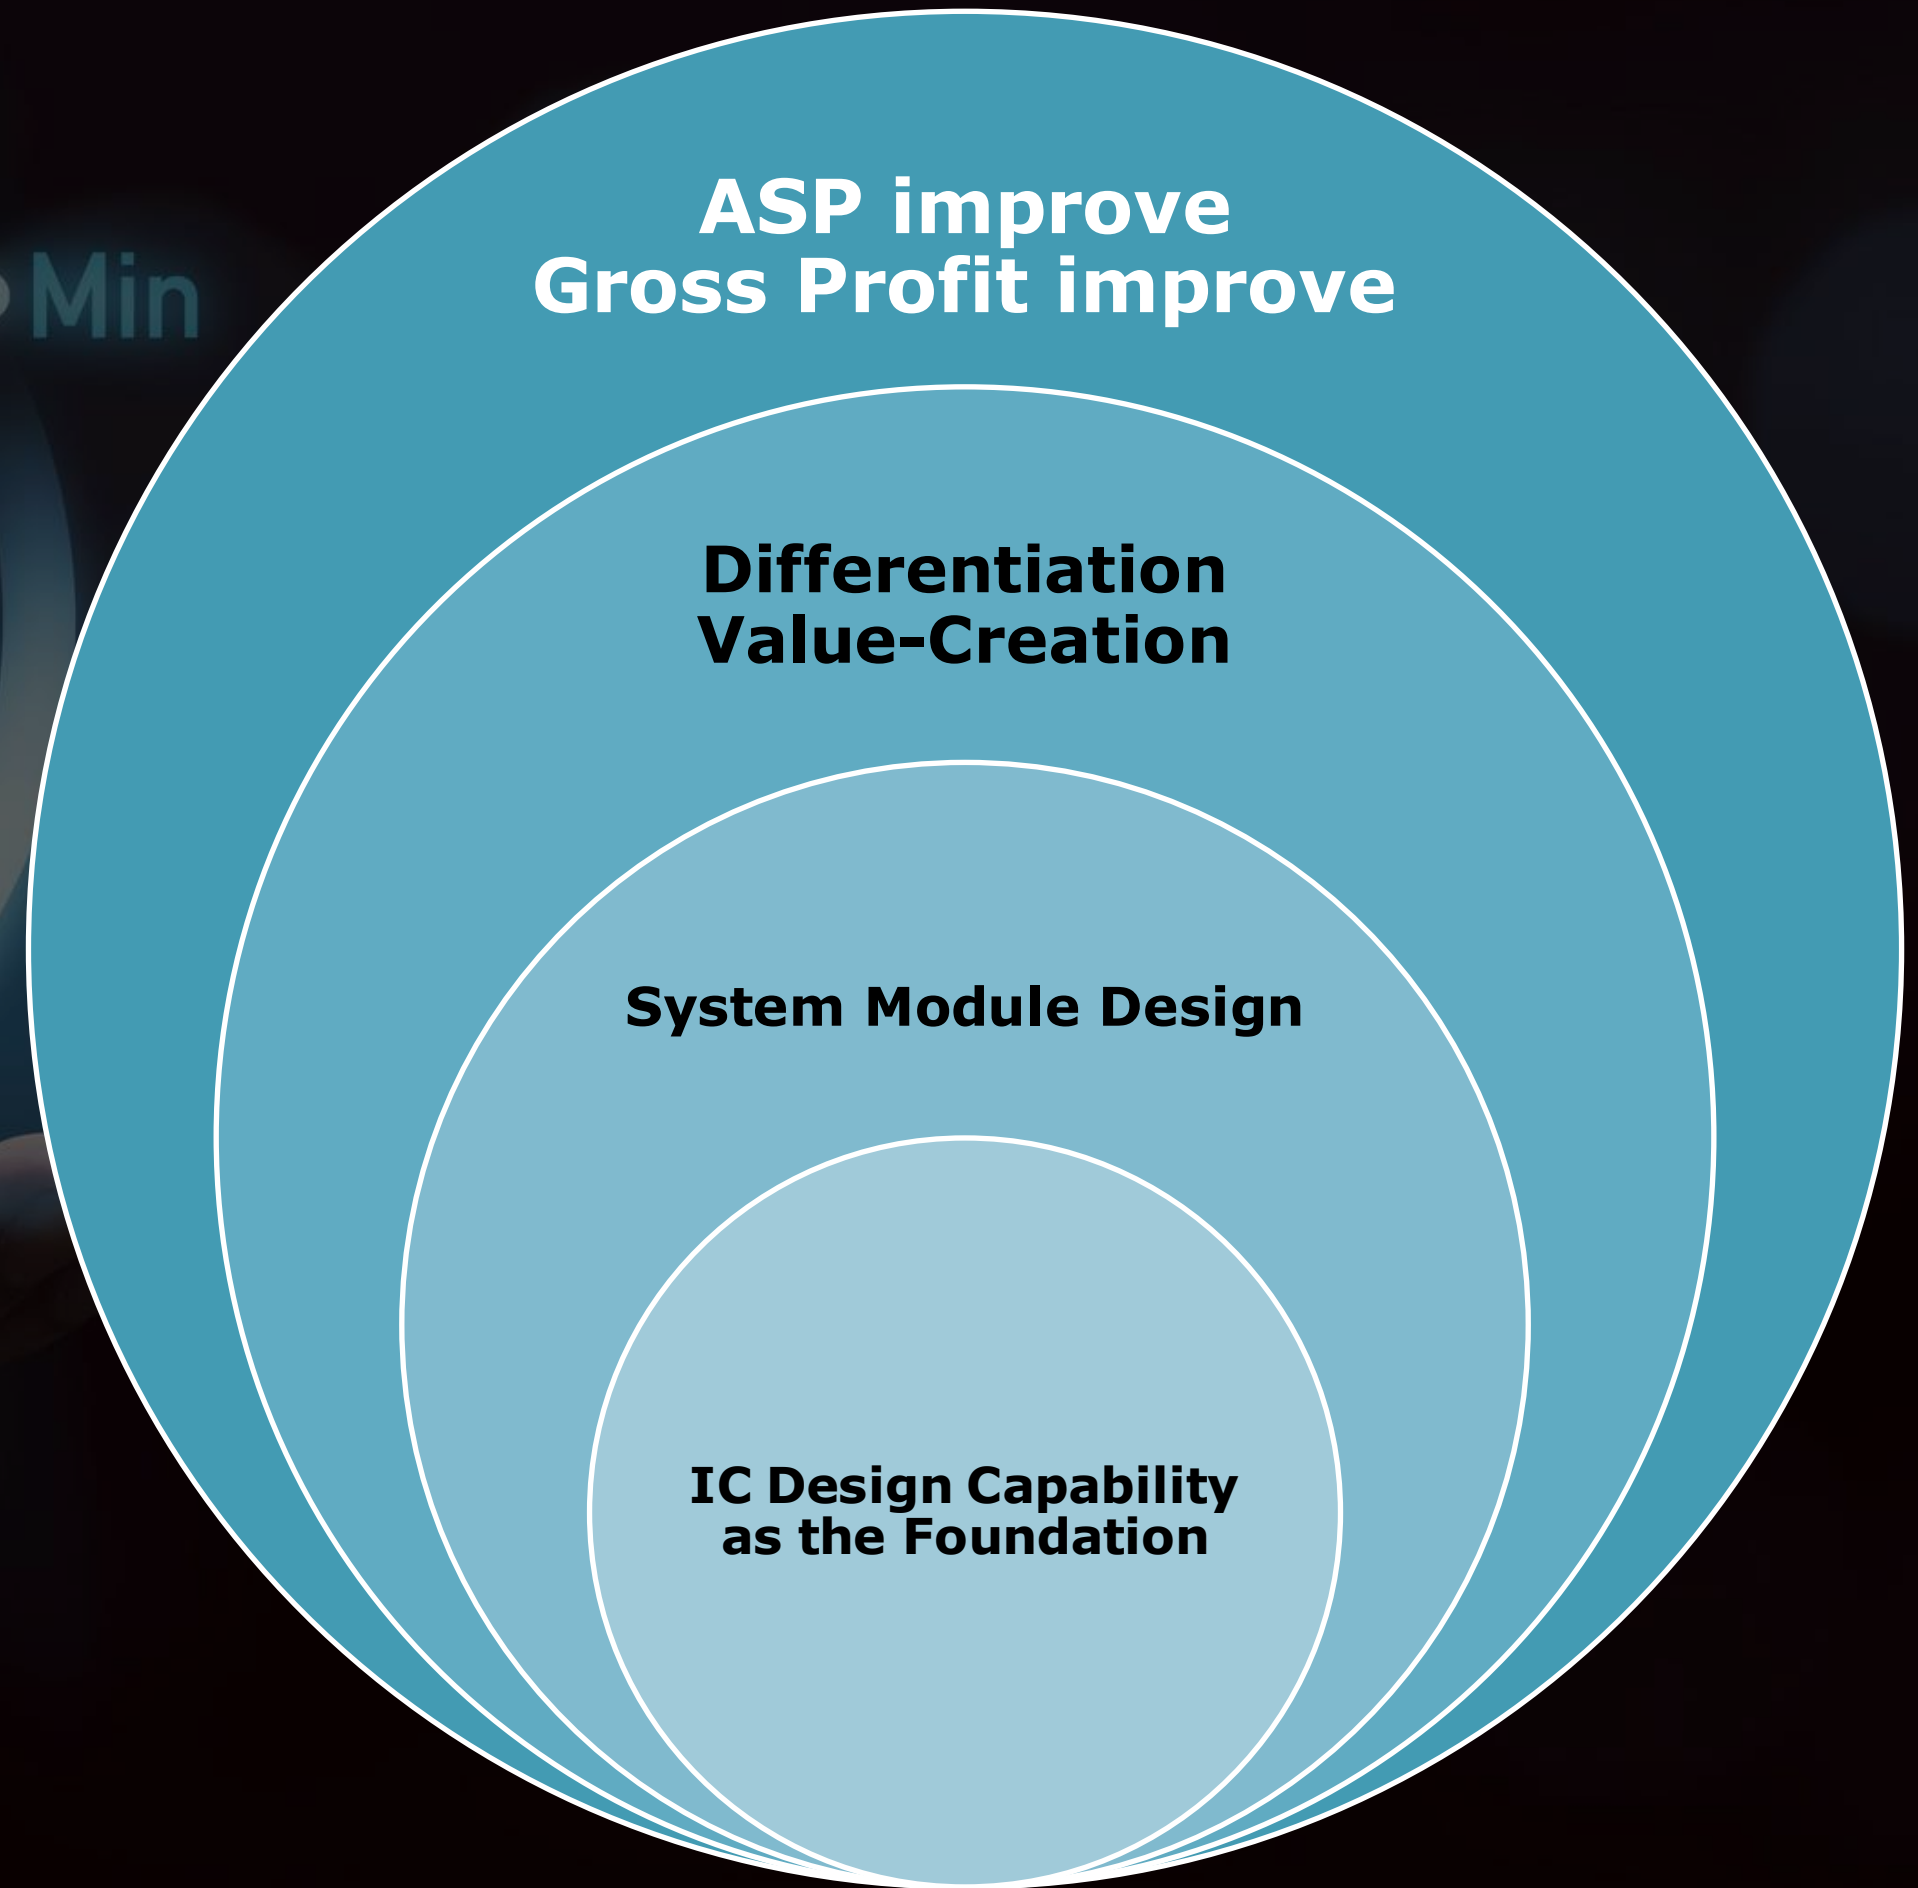 ASP improve
Gross Profit improve
Min
Differentiation
Value-Creation
System Module Design
IC Design Capability
as the Foundation